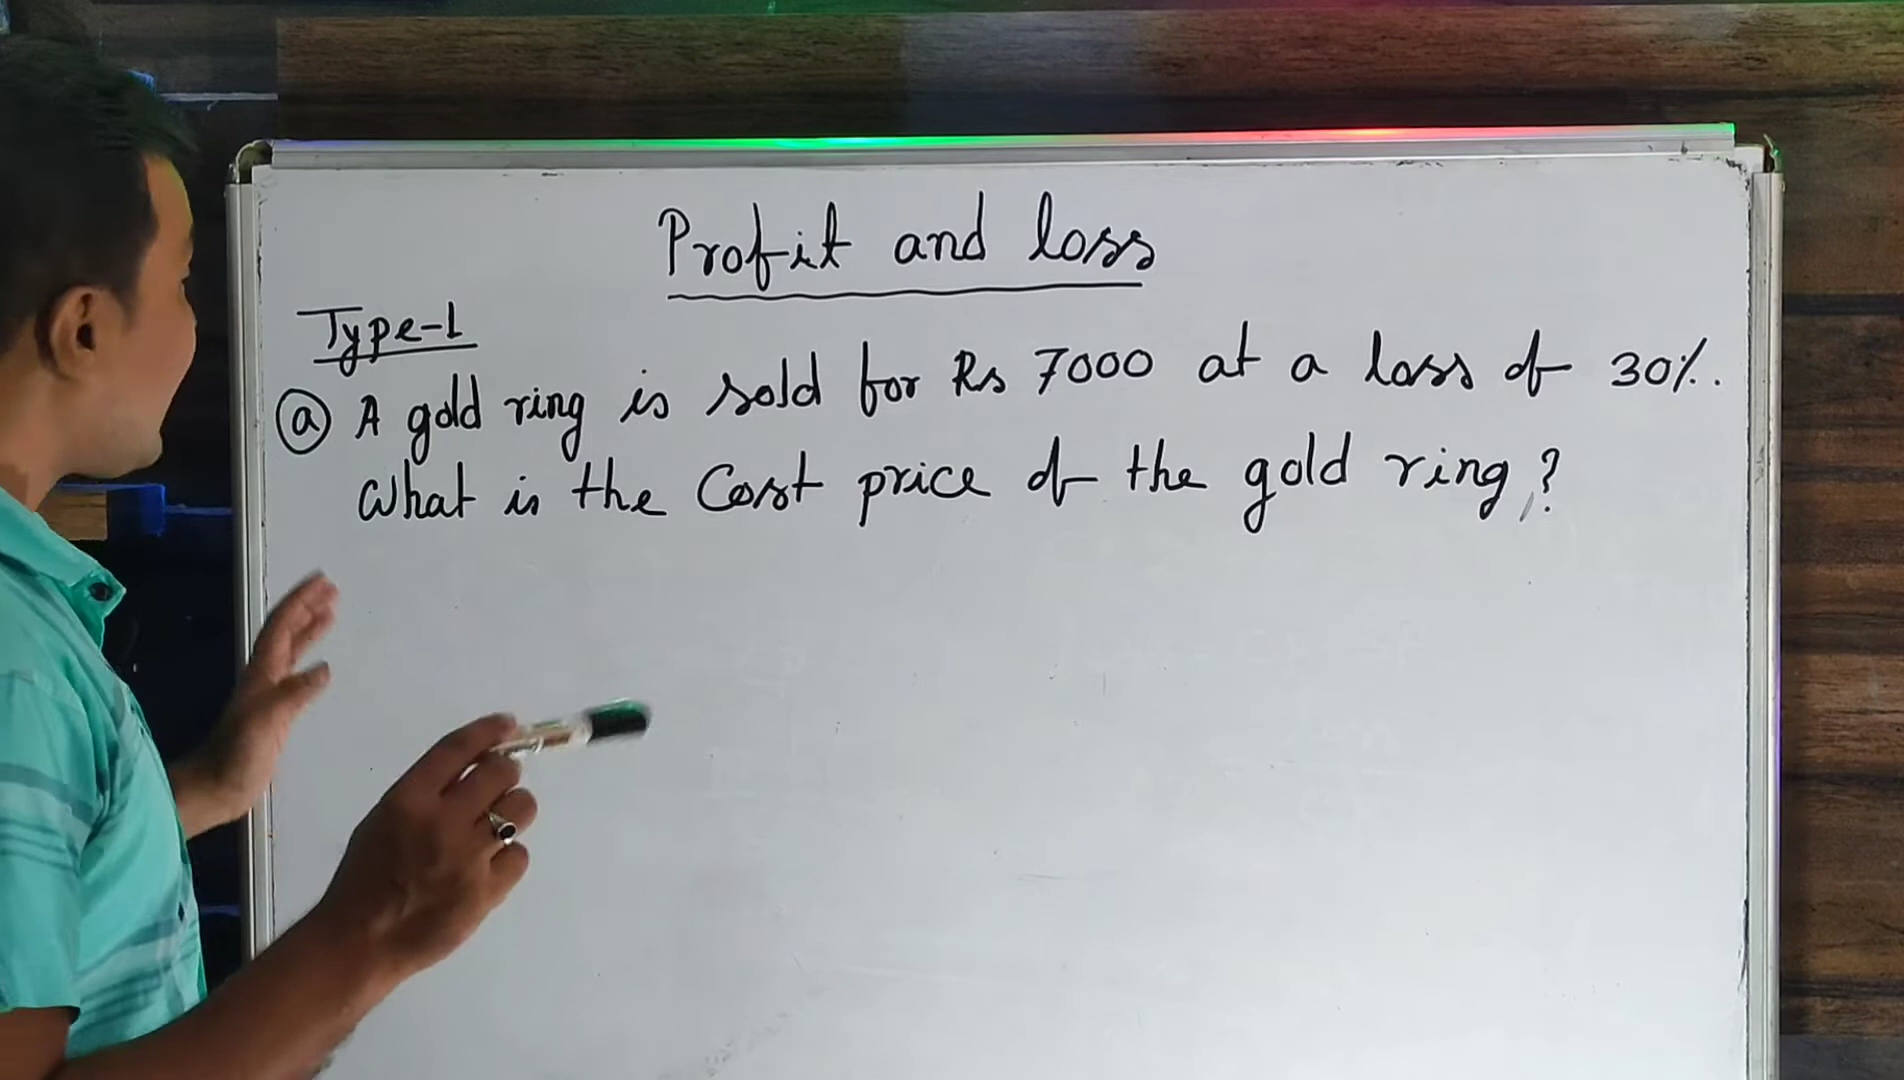 Profit and loss
Type-1
(a) A gold ring is sold for Rs 7000 at a loss of 30%.
What is the Cost price of the gold ring?